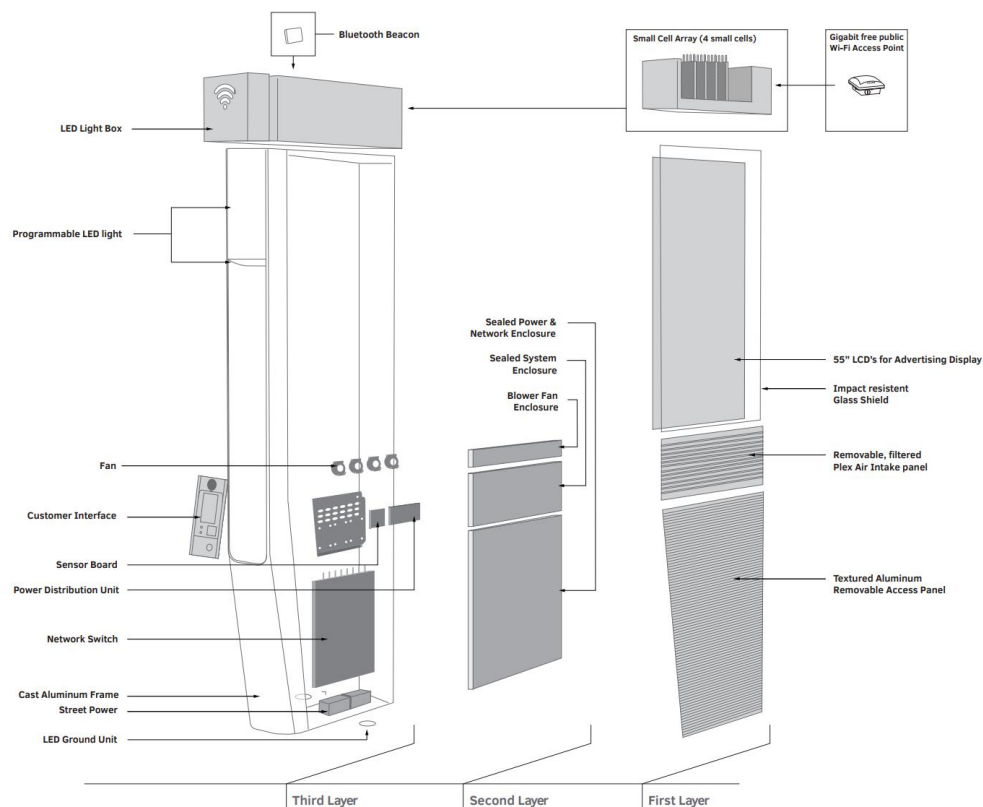 Bluetooth Beacon
Small Cell Array (4 small cells)
Gigabit free public
Wi-Fi Access Point
LED Light Box
Programmable LED light
Sealed Power &
Network Enclosure
Sealed System
Enclosure
Blower Fan
Enclosure
55" LCD's for Advertising Display
Impact resistent
Glass Shield
Fan
Removable, filtered
Plex Air Intake panel
Customer Interface
Sensor Board
Power Distribution Unit
Textured Aluminum
Removable Access Panel
Network Switch
Cast Aluminum Frame
Street Power
LED Ground Unit
Third Layer
Second Layer
First Layer